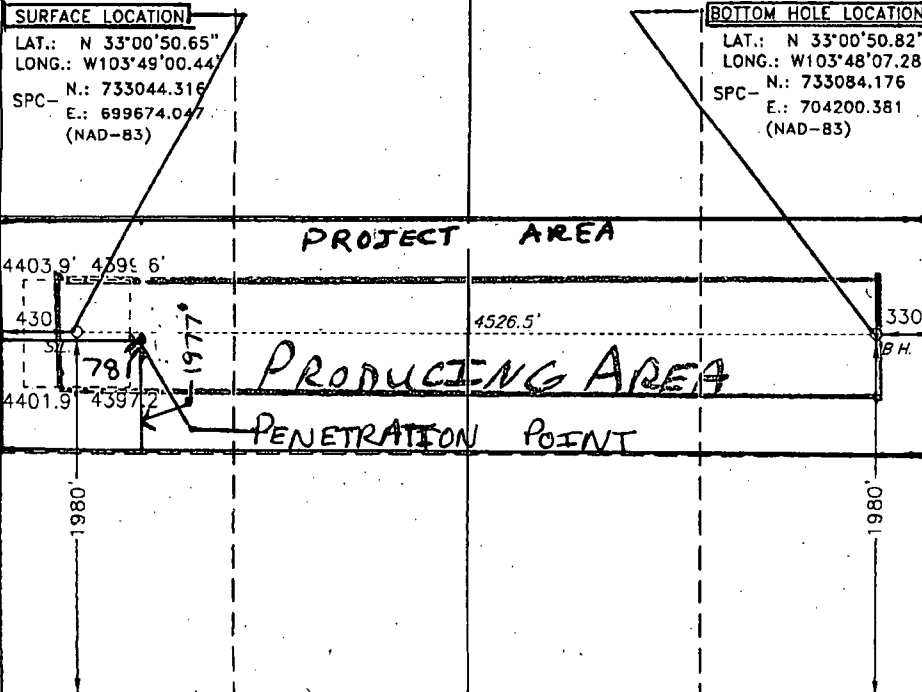 SURFACE LOCATION
LAT.: N 33°00'50.65"
LONG.: W103°49'00.44"
SPC- N.: 733044.316
E.: 699674.047
(NAD-83)
BOTTOM HOLE LOCATION
LAT.: N 33°00'50.82"
LONG.: W103°48'07.28
SPC- N.: 733084.176
E.: 704200.381
(NAD-83)
PROJECT AREA
4403.9' 4399.6'
430 4526.5' 330
S.L. B.H.
78 1977'
PRODUCING AREA
4401.9 4397.2
PENETRATION POINT
1980' 1980'